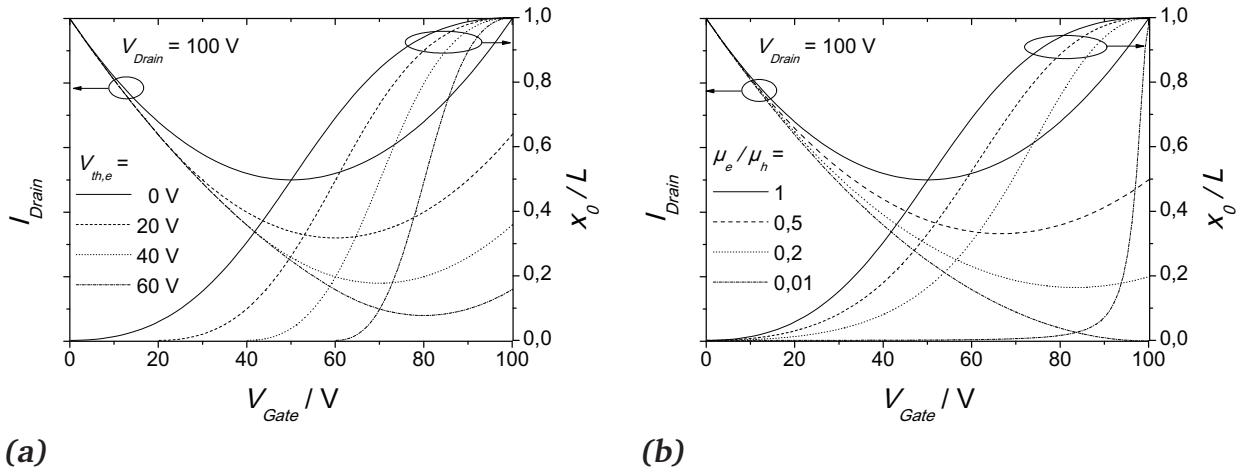 V_Drain = 100 V
V_th,e =
0 V
20 V
40 V
60 V
I_Drain
1,0
0,8
0,6
0,4
0,2
0,0
x_0 / L
0 20 40 60 80 100
V_Gate / V
(a)
V_Drain = 100 V
μ_e / μ_h =
1
0,5
0,2
0,01
I_Drain
1,0
0,8
0,6
0,4
0,2
0,0
x_0 / L
0 20 40 60 80 100
V_Gate / V
(b)